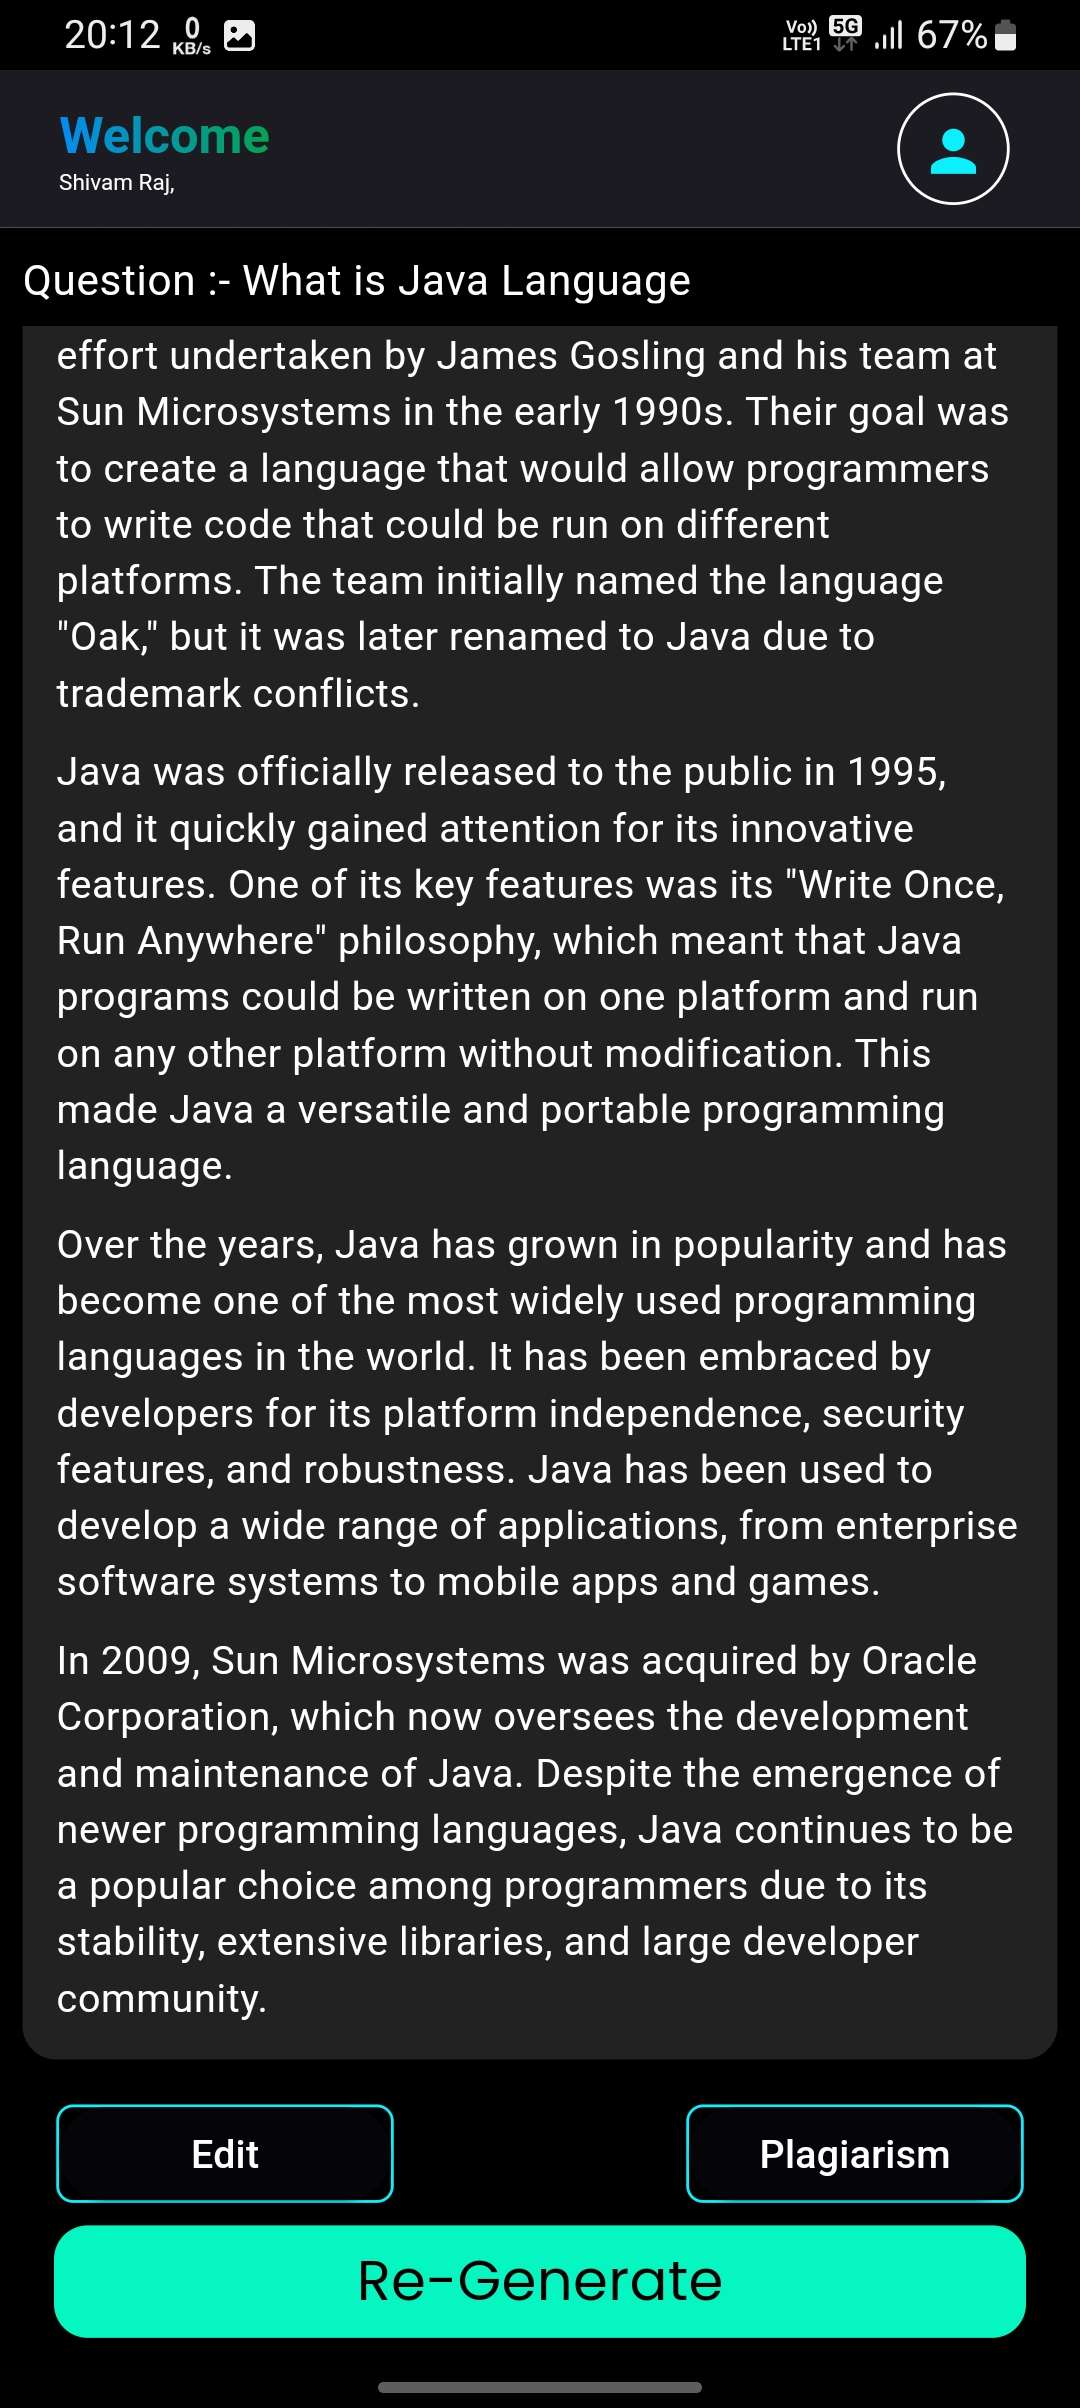 20:12 0 KB/s Vo)) LTE1 5G 67%
Welcome
Shivam Raj,
Question :- What is Java Language
effort undertaken by James Gosling and his team at
Sun Microsystems in the early 1990s. Their goal was
to create a language that would allow programmers
to write code that could be run on different
platforms. The team initially named the language
"Oak," but it was later renamed to Java due to
trademark conflicts.
Java was officially released to the public in 1995,
and it quickly gained attention for its innovative
features. One of its key features was its "Write Once,
Run Anywhere" philosophy, which meant that Java
programs could be written on one platform and run
on any other platform without modification. This
made Java a versatile and portable programming
language.
Over the years, Java has grown in popularity and has
become one of the most widely used programming
languages in the world. It has been embraced by
developers for its platform independence, security
features, and robustness. Java has been used to
develop a wide range of applications, from enterprise
software systems to mobile apps and games.
In 2009, Sun Microsystems was acquired by Oracle
Corporation, which now oversees the development
and maintenance of Java. Despite the emergence of
newer programming languages, Java continues to be
a popular choice among programmers due to its
stability, extensive libraries, and large developer
community.
Edit Plagiarism
Re-Generate